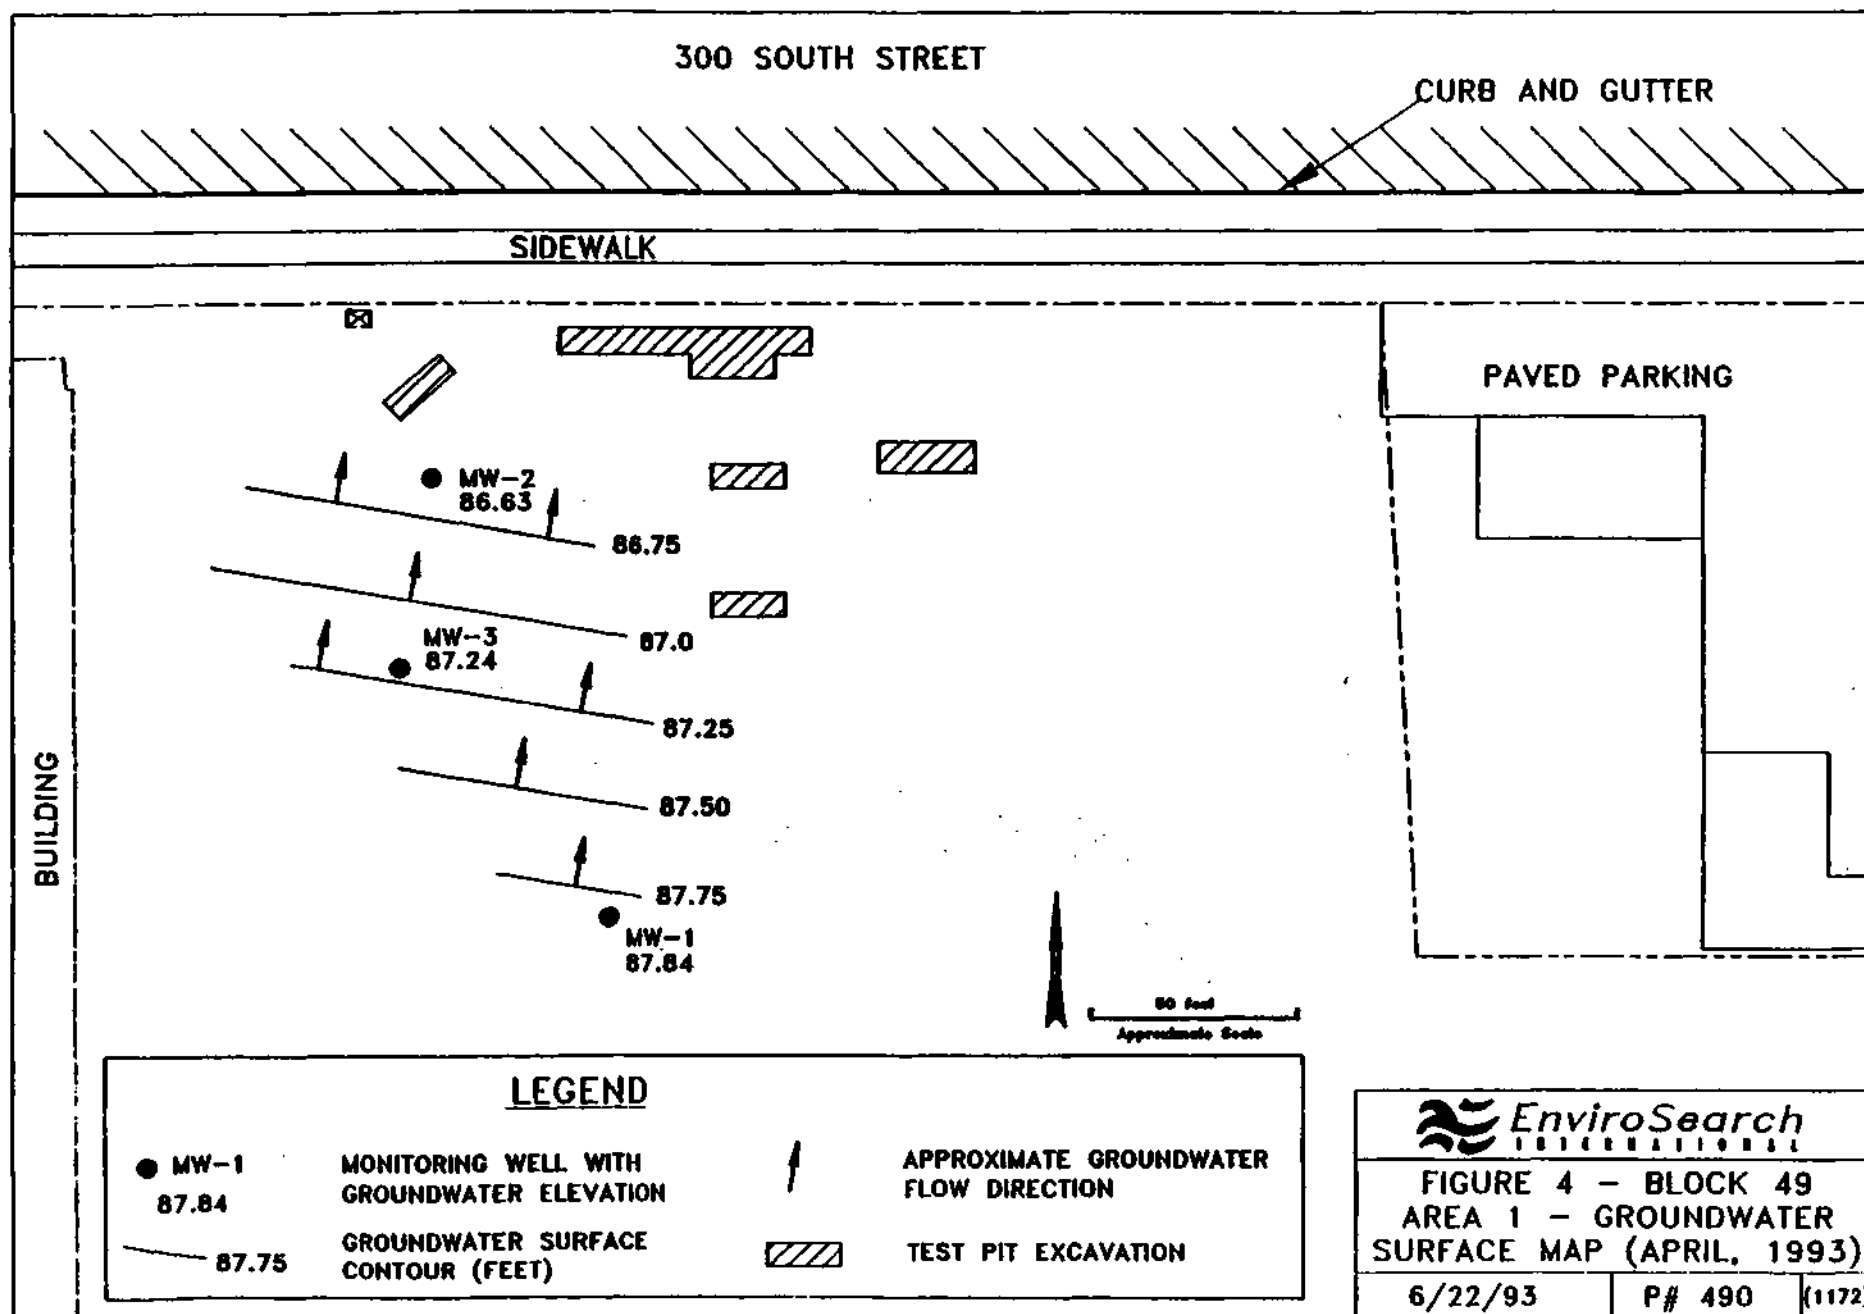 300 SOUTH STREET
CURB AND GUTTER
SIDEWALK
PAVED PARKING
MW-2
86.63
86.75
87.0
MW-3
87.24
87.25
87.50
BUILDING
87.75
MW-1
87.84
feet
Approximate Scale
LEGEND
MW-1
87.84
MONITORING WELL WITH
GROUNDWATER ELEVATION
APPROXIMATE GROUNDWATER
FLOW DIRECTION
87.75
GROUNDWATER SURFACE
CONTOUR (FEET)
TEST PIT EXCAVATION
EnviroSearch
INTERNATIONAL
FIGURE 4 - BLOCK 49
AREA 1 - GROUNDWATER
SURFACE MAP (APRIL, 1993)
6/22/93
P# 490
(1172